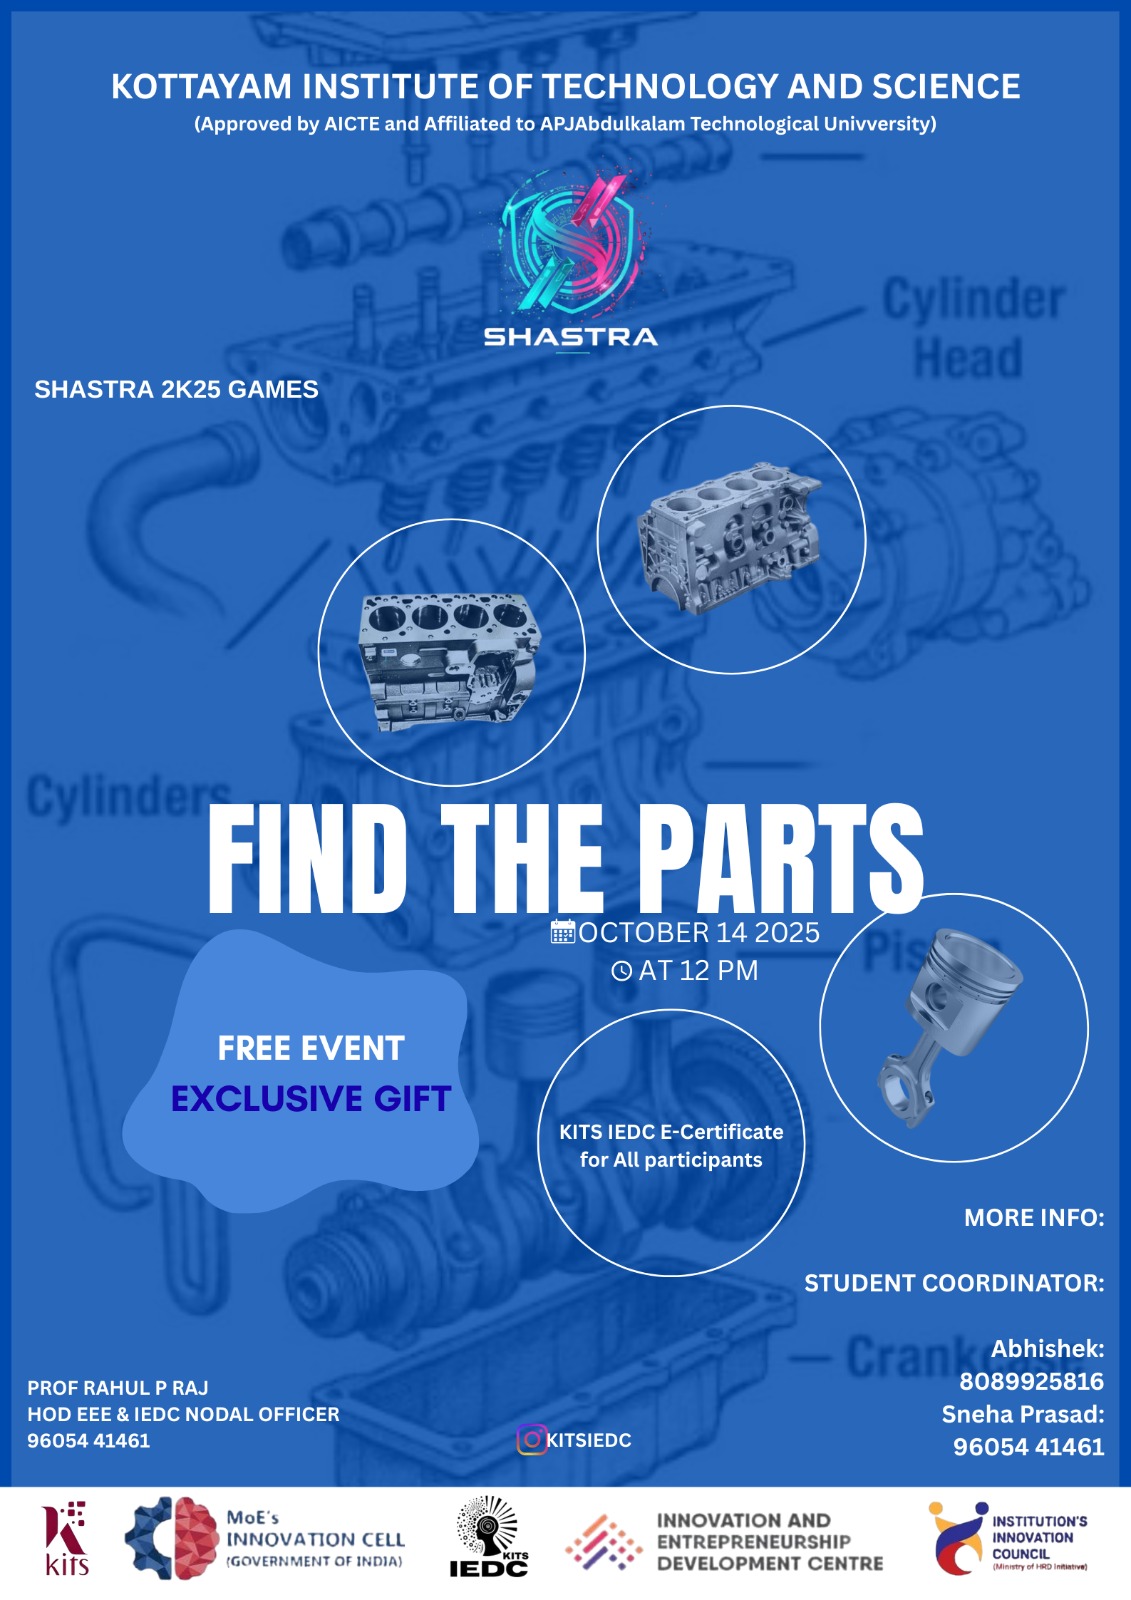 KOTTAYAM INSTITUTE OF TECHNOLOGY AND SCIENCE
(Approved by AICTE and Affiliated to APJAbdulkalam Technological Univversity)
SHASTRA
Cylinder
Head
SHASTRA 2K25 GAMES
Cylinders
FIND THE PARTS
OCTOBER 14 2025
AT 12 PM
Piston
FREE EVENT
EXCLUSIVE GIFT
KITS IEDC E-Certificate
for All participants
MORE INFO:
STUDENT COORDINATOR:
Abhishek:
8089925816
Sneha Prasad:
96054 41461
Crankcase
PROF RAHUL P RAJ
HOD EEE & IEDC NODAL OFFICER
96054 41461
KITSIEDC
kits
MoE's
INNOVATION CELL
(GOVERNMENT OF INDIA)
KITS
IEDC
INNOVATION AND
ENTREPRENEURSHIP
DEVELOPMENT CENTRE
INSTITUTION'S
INNOVATION
COUNCIL
(Ministry of HRD Initiative)